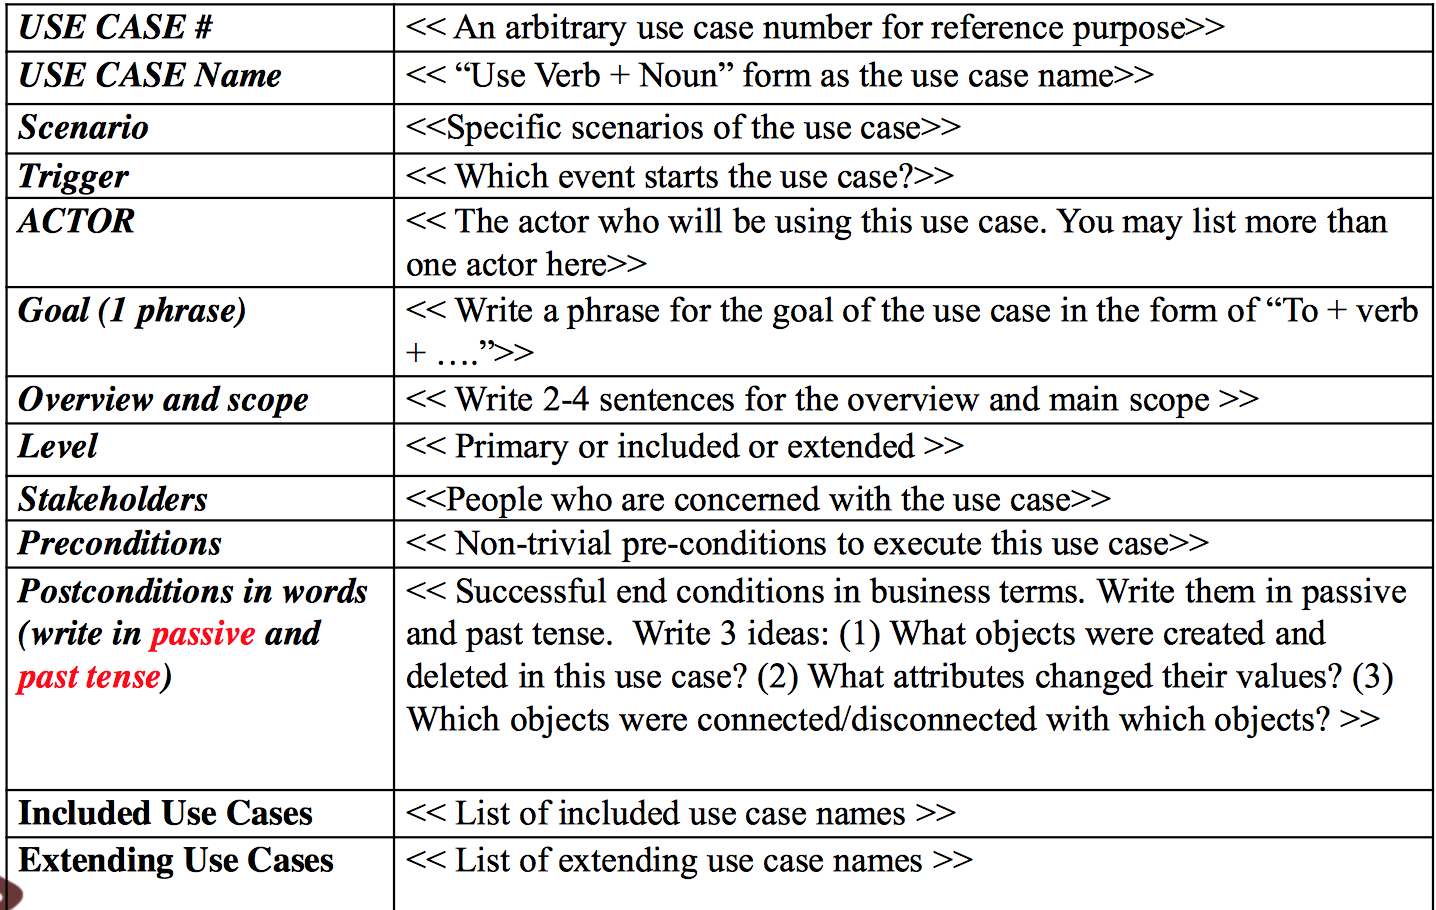 USE CASE #
<< An arbitrary use case number for reference purpose>>
USE CASE Name
<< “Use Verb + Noun” form as the use case name>>
Scenario
<<Specific scenarios of the use case>>
Trigger
<< Which event starts the use case?>>
ACTOR
<< The actor who will be using this use case. You may list more than
one actor here>>
Goal (1 phrase)
<< Write a phrase for the goal of the use case in the form of “To + verb
+ ….”>>
Overview and scope
<< Write 2-4 sentences for the overview and main scope >>
Level
<< Primary or included or extended >>
Stakeholders
<<People who are concerned with the use case>>
Preconditions
<< Non-trivial pre-conditions to execute this use case>>
Postconditions in words
(write in passive and
past tense)
<< Successful end conditions in business terms. Write them in passive
and past tense.  Write 3 ideas: (1) What objects were created and
deleted in this use case? (2) What attributes changed their values? (3)
Which objects were connected/disconnected with which objects? >>
Included Use Cases
<< List of included use case names >>
Extending Use Cases
<< List of extending use case names >>